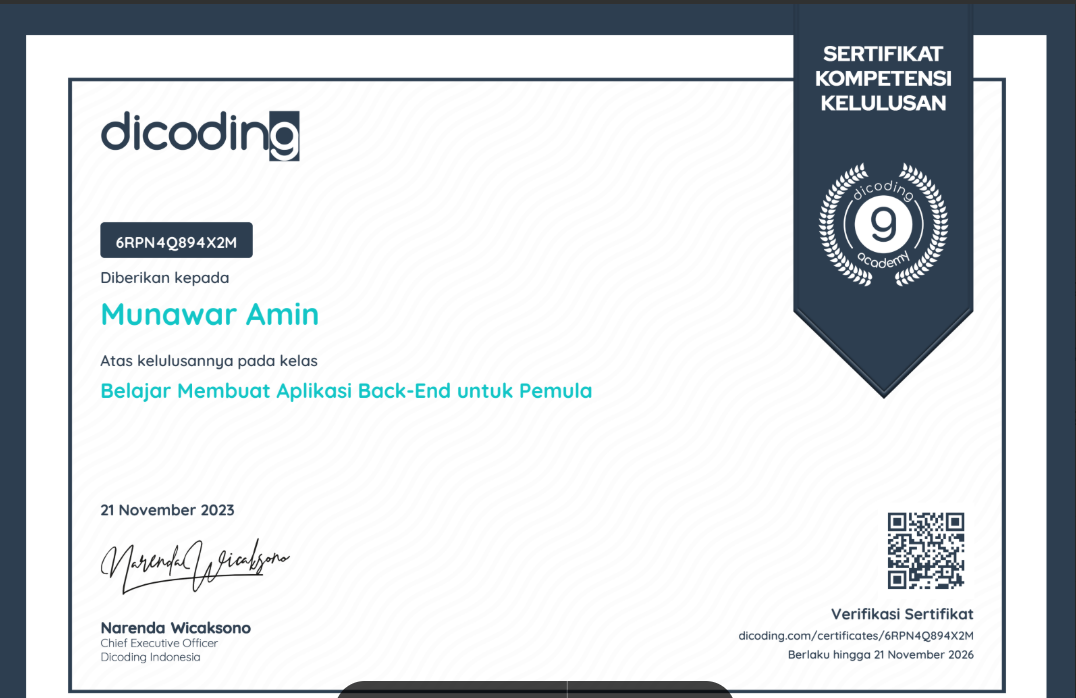 SERTIFIKAT
KOMPETENSI
KELULUSAN
dicoding
dicoding
9
academy
6RPN4Q894X2M
Diberikan kepada
Munawar Amin
Atas kelulusannya pada kelas
Belajar Membuat Aplikasi Back-End untuk Pemula
21 November 2023
Narenda Wicaksono
Narenda Wicaksono
Chief Executive Officer
Dicoding Indonesia
Verifikasi Sertifikat
dicoding.com/certificates/6RPN4Q894X2M
Berlaku hingga 21 November 2026